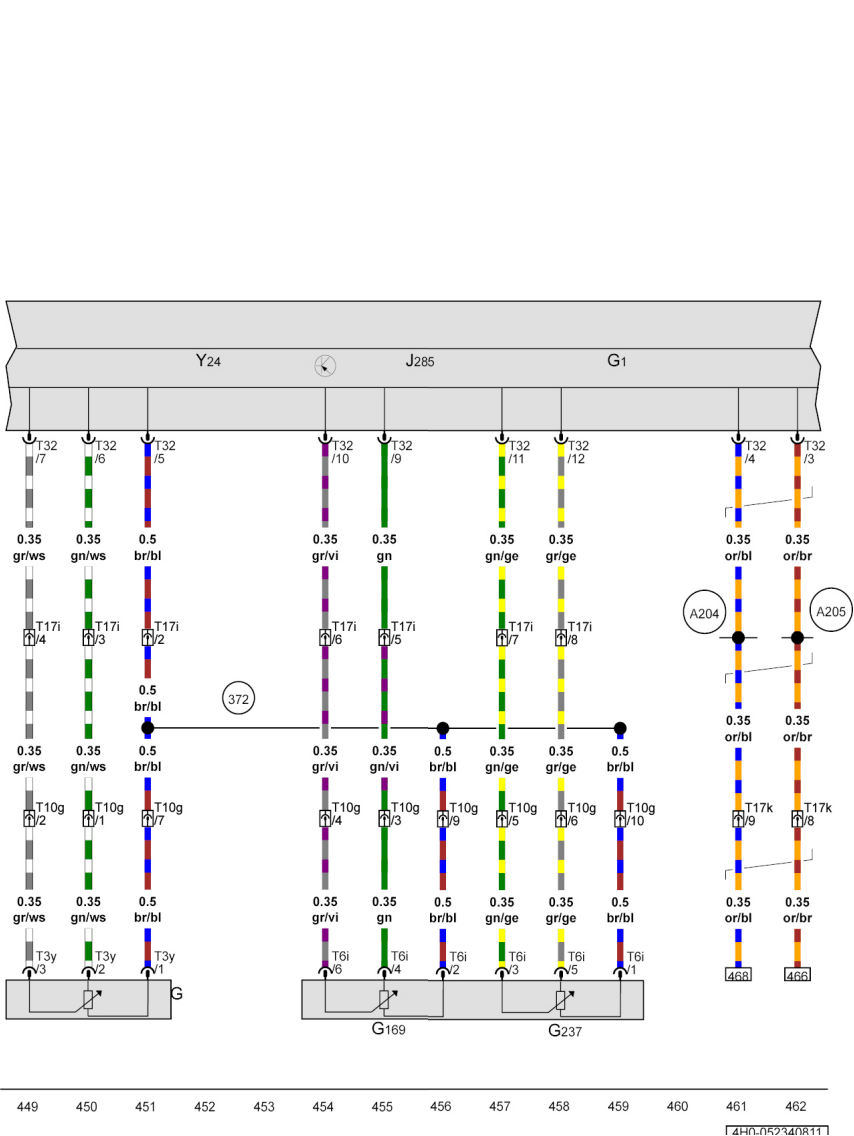 Y24 J285 G1
T32 T32 T32 T32 T32 T32 T32 T32 T32
/7 /6 /5 /10 /9 /11 /12 /4 /3
0.35 0.35 0.5 0.35 0.35 0.35 0.35 0.35 0.35
gr/ws gn/ws br/bl gr/vi gn gn/ge gr/ge or/bl or/br
A204 A205
T17i T17i T17i T17i T17i T17i T17i
/4 /3 /2 /6 /5 /7 /8
0.5
br/bl
372
0.35 0.35
or/bl or/br
0.35 0.35 0.5 0.35 0.35 0.5 0.35 0.35 0.5
gr/ws gn/ws br/bl gr/vi gn/vi br/bl gn/ge gr/ge br/bl
T10g T10g T10g T10g T10g T10g T10g T10g T10g T17k T17k
/2 /1 /7 /4 /3 /9 /5 /6 /10 /9 /8
0.35 0.35 0.5 0.35 0.35 0.5 0.35 0.35 0.5 0.35 0.35
gr/ws gn/ws br/bl gr/vi gn br/bl gn/ge gr/ge br/bl or/bl or/br
T3y T3y T3y T6i T6i T6i T6i T6i T6i
/3 /2 /1 /6 /4 /2 /3 /5 /1
468 466
G
G169 G237
449 450 451 452 453 454 455 456 457 458 459 460 461 462
4H0-052340811